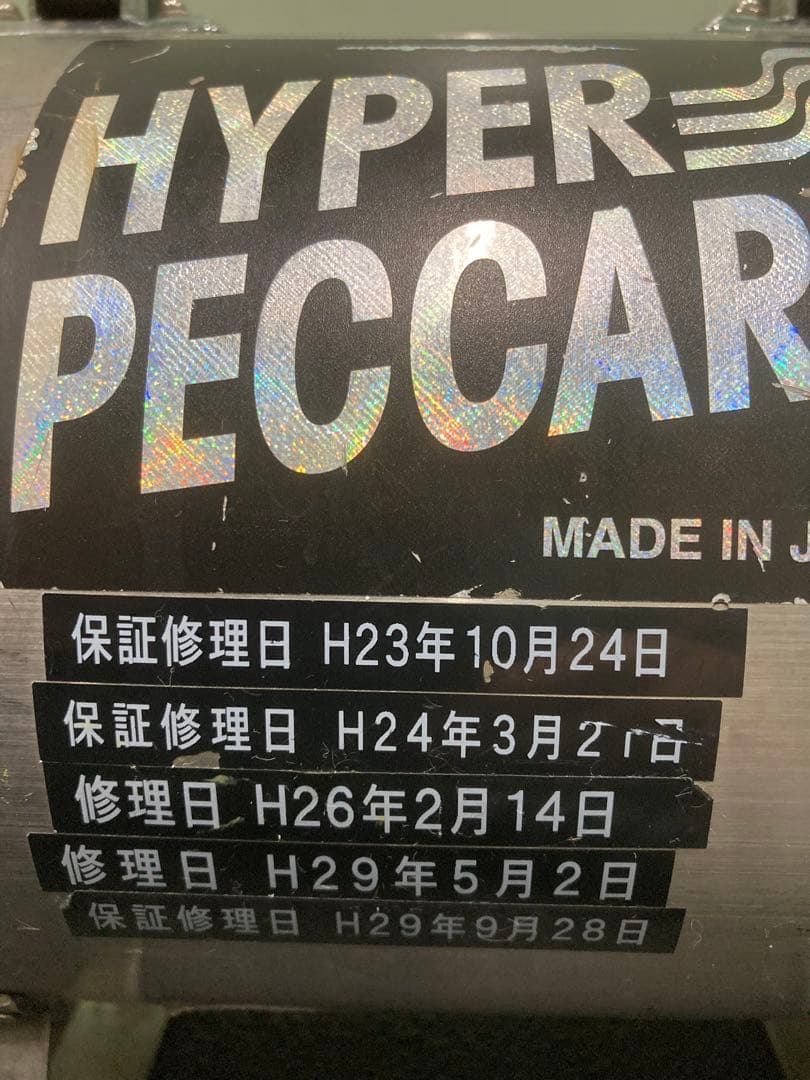 HYPER
PECCAR
MADE IN J
保証修理日 H23年10月24日
保証修理日 H24年3月21日
修理日 H26年2月14日
修理日 H29年5月2日
保証修理日 H29年9月28日